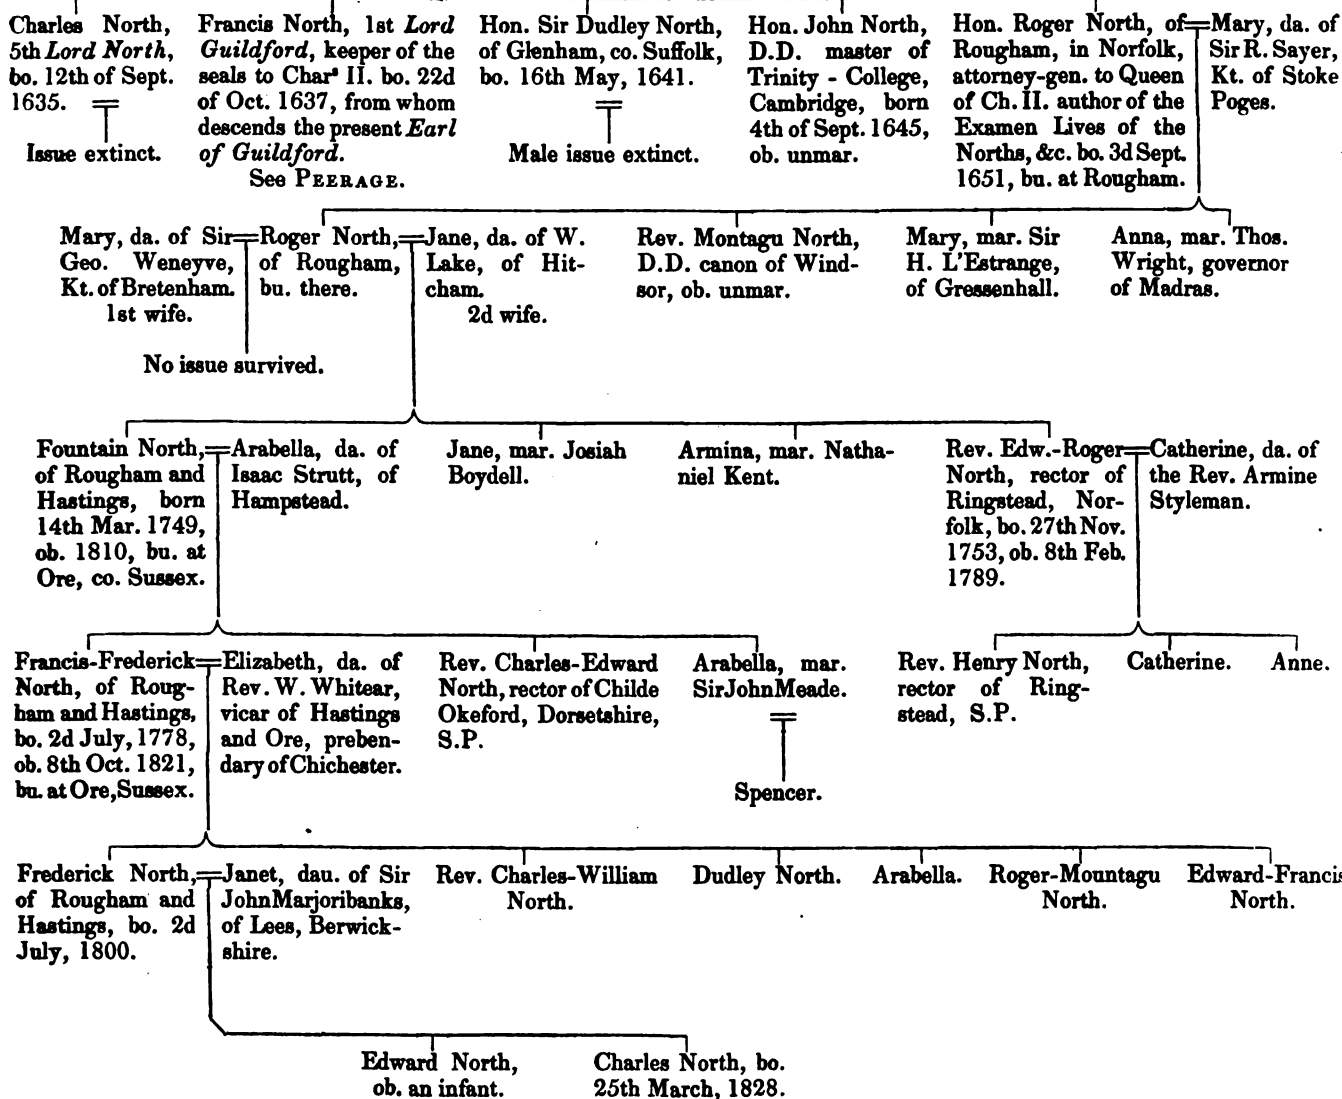 Charles North,
5th Lord North,
bo. 12th of Sept.
1635.
Issue extinct.
Francis North, 1st Lord
Guildford, keeper of the
seals to Chars II. bo. 22d
of Oct. 1637, from whom
descends the present Earl
of Guildford.
See PEERAGE.
Hon. Sir Dudley North,
of Glenham, co. Suffolk,
bo. 16th May, 1641.
Male issue extinct.
Hon. John North,
D.D. master of
Trinity - College,
Cambridge, born
4th of Sept. 1645,
ob. unmar.
Hon. Roger North, of
Rougham, in Norfolk,
attorney-gen. to Queen
of Ch. II. author of the
Examen Lives of the
Norths, &c. bo. 3d Sept.
1651, bu. at Rougham.
Mary, da. of
Sir R. Sayer,
Kt. of Stoke
Poges.
Mary, da. of Sir
Geo. Weneyve,
Kt. of Bretenham.
1st wife.
No issue survived.
Roger North,
of Rougham,
bu. there.
Jane, da. of W.
Lake, of Hit-
cham.
2d wife.
Rev. Montagu North,
D.D. canon of Wind-
sor, ob. unmar.
Mary, mar. Sir
H. L'Estrange,
of Gressenhall.
Anna, mar. Thos.
Wright, governor
of Madras.
Fountain North,
of Rougham and
Hastings, born
14th Mar. 1749,
ob. 1810, bu. at
Ore, co. Sussex.
Arabella, da. of
Isaac Strutt, of
Hampstead.
Jane, mar. Josiah
Boydell.
Armina, mar. Natha-
niel Kent.
Rev. Edw.-Roger
North, rector of
Ringstead, Nor-
folk, bo. 27th Nov.
1753, ob. 8th Feb.
1789.
Catherine, da. of
the Rev. Armine
Styleman.
Francis-Frederick
North, of Roug-
ham and Hastings,
bo. 2d July, 1778,
ob. 8th Oct. 1821,
bu. at Ore, Sussex.
Elizabeth, da. of
Rev. W. Whitear,
vicar of Hastings
and Ore, preben-
dary of Chichester.
Rev. Charles-Edward
North, rector of Childe
Okeford, Dorsetshire,
S.P.
Arabella, mar.
Sir John Meade.
Spencer.
Rev. Henry North,
rector of Ring-
stead, S.P.
Catherine.
Anne.
Frederick North,
of Rougham and
Hastings, bo. 2d
July, 1800.
Janet, dau. of Sir
John Marjoribanks,
of Lees, Berwick-
shire.
Rev. Charles-William
North.
Dudley North.
Arabella.
Roger-Mountagu
North.
Edward-Francis
North.
Edward North,
ob. an infant.
Charles North, bo.
25th March, 1828.